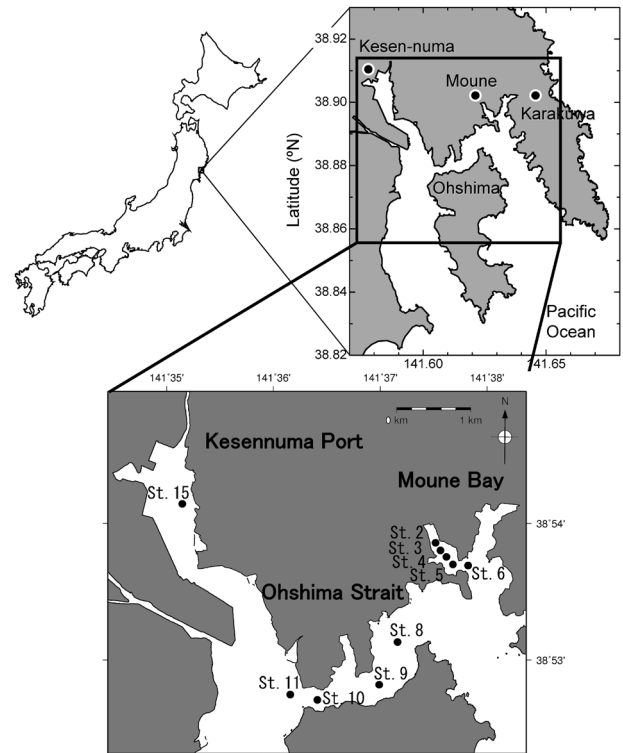 38.93
Kesen-numa
Moune
38.90
Karakuwa
38.88
Ohshima
38.86
38.84
38.82
Latitude (ºN)
141.60
141.65
Pacific
Ocean
141˚35'
141˚36'
141˚37'
141˚38'
0 km
1 km
N
Kesennuma Port
Moune Bay
St. 15
St. 2
St. 3
St. 4
St. 5
St. 6
38˚54'
Ohshima Strait
St. 8
38˚53'
St. 11
St. 9
St. 10